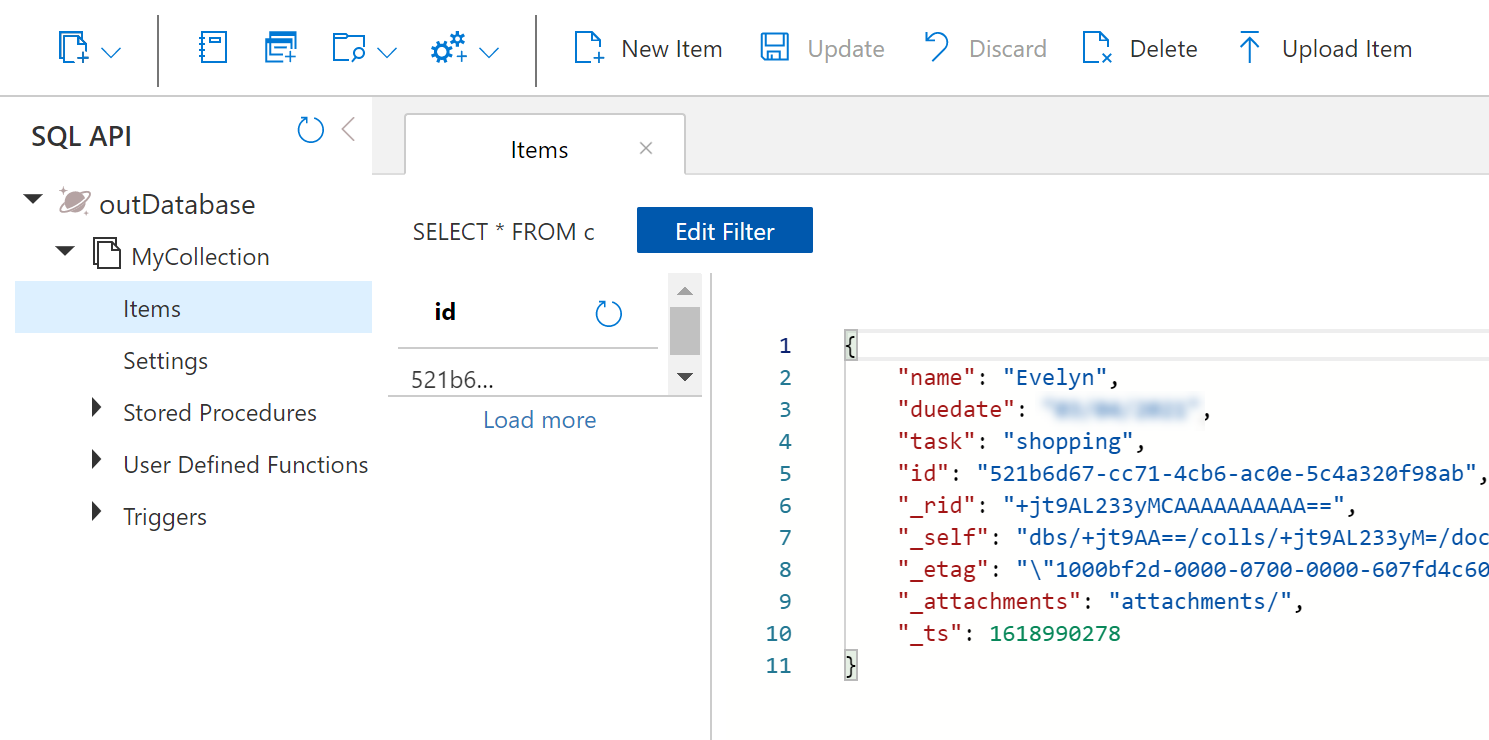 New Item Update Discard Delete Upload Item
SQL API
outDatabase
MyCollection
Items
Settings
Stored Procedures
User Defined Functions
Triggers
Items
SELECT * FROM c Edit Filter
id
521b6...
Load more
1 {
2 "name": "Evelyn",
3 "duedate": ,
4 "task": "shopping",
5 "id": "521b6d67-cc71-4cb6-ac0e-5c4a320f98ab",
6 "_rid": "+jt9AL233yMCAAAAAAAAAA==",
7 "_self": "dbs/+jt9AA==/colls/+jt9AL233yM=/doc
8 "_etag": "\"1000bf2d-0000-0700-0000-607fd4c60
9 "_attachments": "attachments/",
10 "_ts": 1618990278
11 }